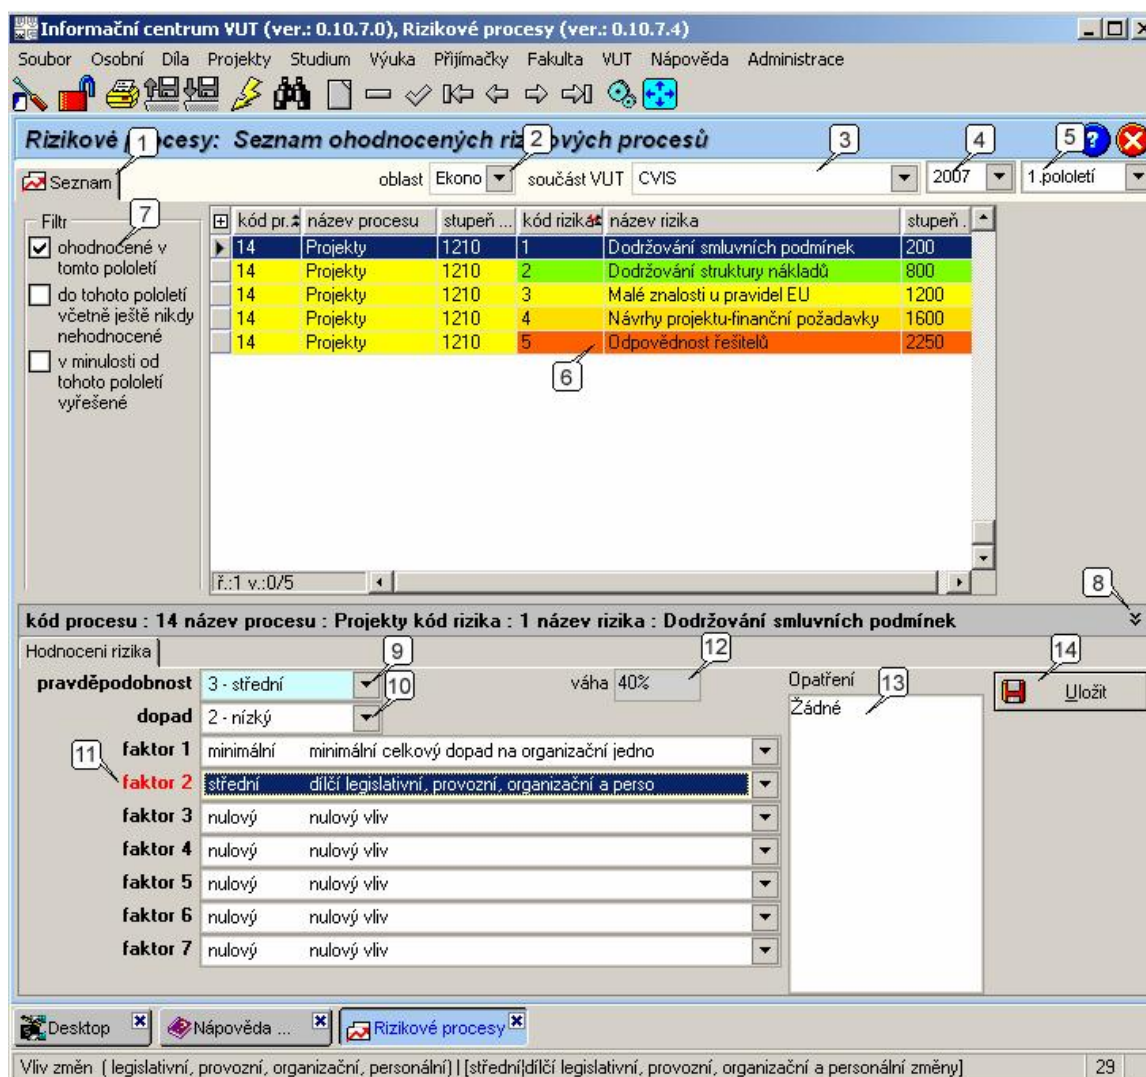 Informační centrum VUT (ver.: 0.10.7.0), Rizikové procesy (ver.: 0.10.7.4)
Soubor Osobní Díla Projekty Studium Výuka Přijímačky Fakulta VUT Nápověda Administrace
Rizikové procesy: Seznam ohodnocených rizikových procesů
1 2 3 4 5
Seznam oblast Ekono součást VUT CVIS 2007 1.pololetí
Filtr 7
kód pr. název procesu stupeň ... kód rizika název rizika stupeň .
ohodnocené v
tomto pololetí
do tohoto pololetí
včetně ještě nikdy
nehodnocené
v minulosti od
tohoto pololetí
vyřešené
14 Projekty 1210 1 Dodržování smluvních podmínek 200
14 Projekty 1210 2 Dodržování struktury nákladů 800
14 Projekty 1210 3 Malé znalosti u pravidel EU 1200
14 Projekty 1210 4 Návrhy projektu-finanční požadavky 1600
14 Projekty 1210 5 Odpovědnost řešitelů 2250
6
ř.:1 v.:0/5
8
kód procesu : 14 název procesu : Projekty kód rizika : 1 název rizika : Dodržování smluvních podmínek
Hodnoceni rizika 9 12 14
pravděpodobnost 3 - střední váha 40% Opatření 13 Uložit
dopad 2 - nízký 10 Žádné
faktor 1 minimální minimální celkový dopad na organizační jedno
11
faktor 2 střední dílčí legislativní, provozní, organizační a perso
faktor 3 nulový nulový vliv
faktor 4 nulový nulový vliv
faktor 5 nulový nulový vliv
faktor 6 nulový nulový vliv
faktor 7 nulový nulový vliv
Desktop Nápověda ... Rizikové procesy
Vliv změn ( legislativní, provozní, organizační, personální) | [střední|dílčí legislativní, provozní, organizační a personální změny] 29